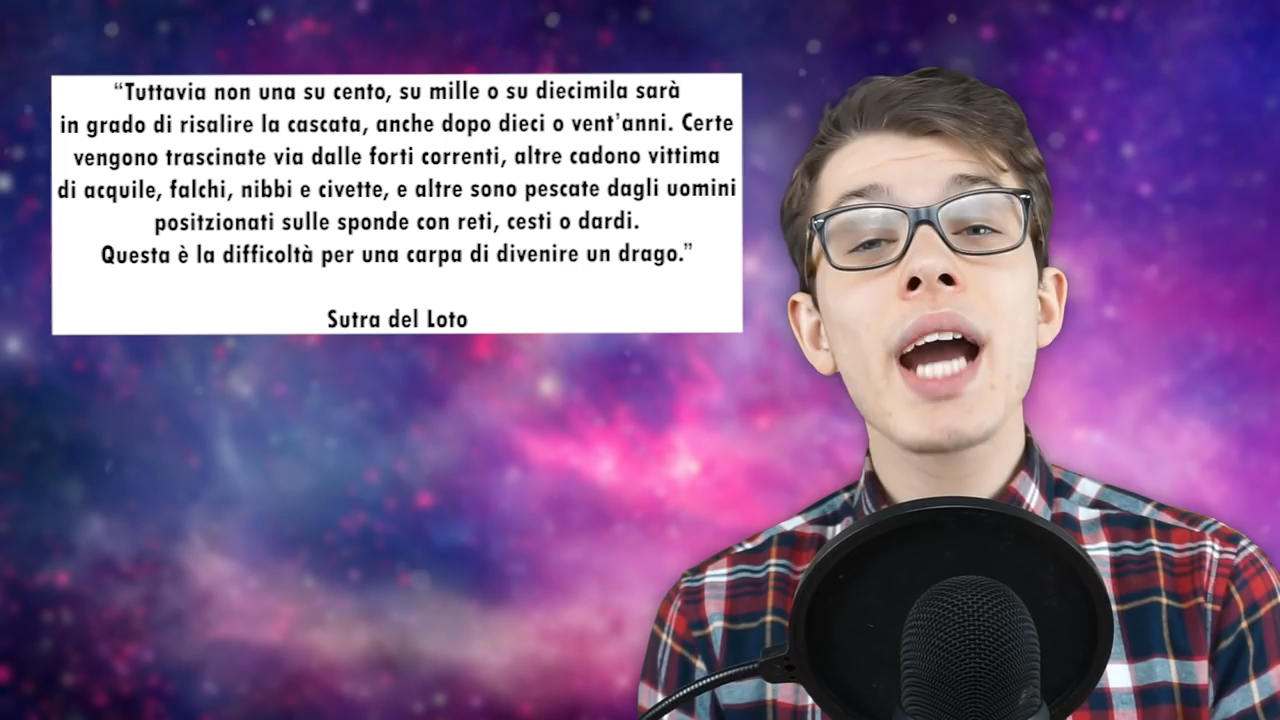 “Tuttavia non una su cento, su mille o su diecimila sarà
in grado di risalire la cascata, anche dopo dieci o vent’anni. Certe
vengono trascinate via dalle forti correnti, altre cadono vittima
di acquile, falchi, nibbi e civette, e altre sono pescate dagli uomini
positzionati sulle sponde con reti, cesti o dardi.
Questa è la difficoltà per una carpa di divenire un drago.”
Sutra del Loto